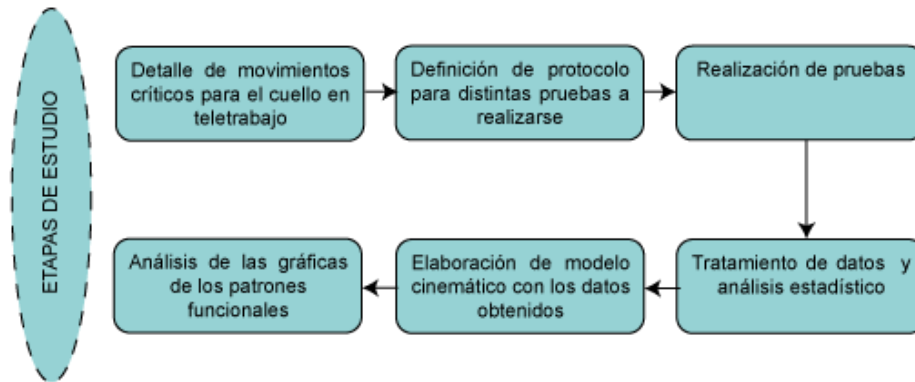 ETAPAS DE ESTUDIO
Detalle de movimientos
críticos para el cuello en
teletrabajo
Definición de protocolo
para distintas pruebas a
realizarse
Realización de pruebas
Tratamiento de datos y
análisis estadístico
Elaboración de modelo
cinemático con los datos
obtenidos
Análisis de las gráficas
de los patrones
funcionales